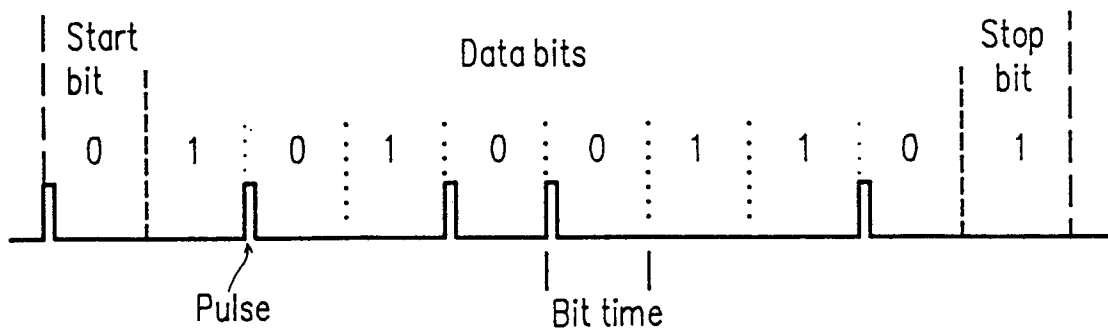 Start
bit
Data bits
Stop
bit
0 1 0 1 0 0 1 1 0 1
Pulse
Bit time